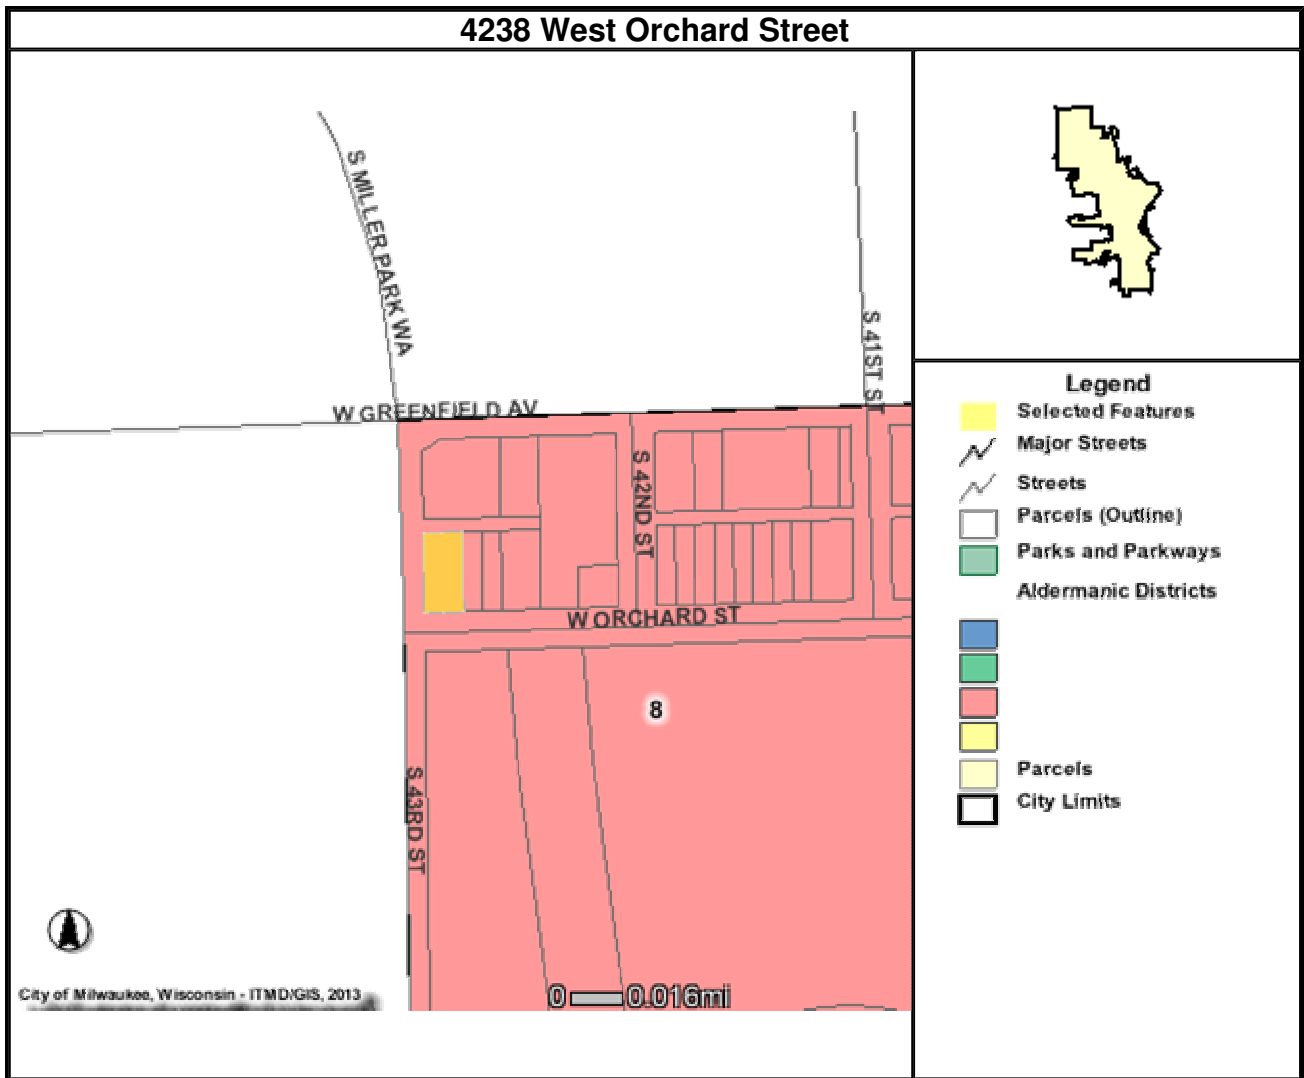 4238 West Orchard Street
S MILLER PARK WA
S 41ST ST
W GREENFIELD AV
S 42ND ST
W ORCHARD ST
8
S 43RD ST
City of Milwaukee, Wisconsin - ITMD/GIS, 2013
0 0.016mi
Legend
Selected Features
Major Streets
Streets
Parcels (Outline)
Parks and Parkways
Aldermanic Districts
Parcels
City Limits